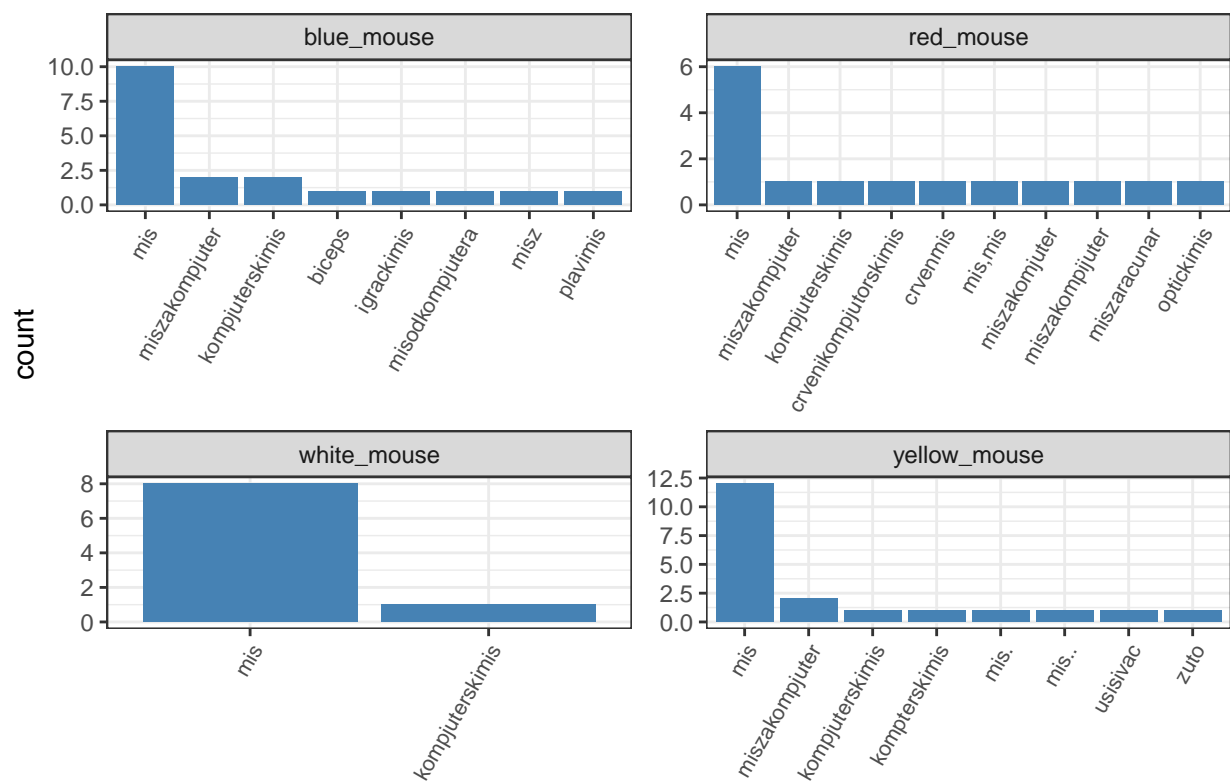 count
blue_mouse
10.0
7.5
5.0
2.5
0.0
mis
miszakompjuter
kompjuterskimis
biceps
igrackimis
misodkompjutera
misz
plavimis
red_mouse
6
4
2
0
mis
miszakompjuter
kompjuterskimis
crvenikompjutorskimis
crvenmis
mis,mis
miszakomjuter
miszakompijuter
miszaracunar
optickimis
white_mouse
8
6
4
2
0
mis
kompjuterskimis
yellow_mouse
12.5
10.0
7.5
5.0
2.5
0.0
mis
miszakompjuter
kompjuterskimis
kompterskimis
mis.
mis..
usisivac
zuto